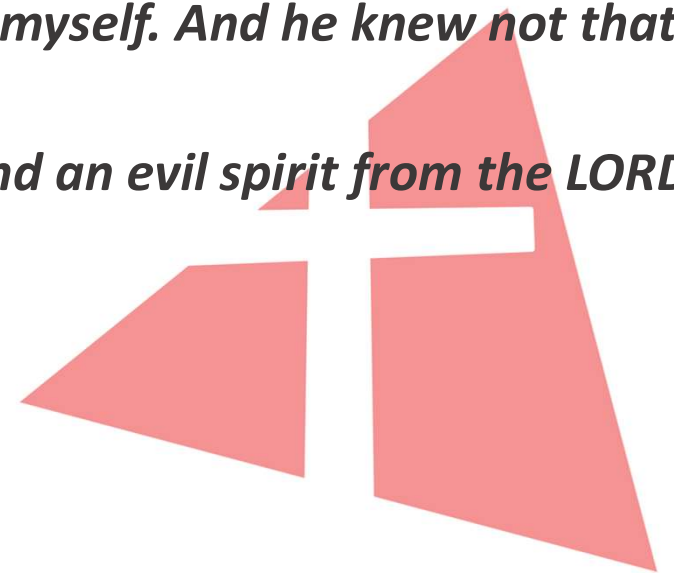 myself. And he knew not that
nd an evil spirit from the LORD